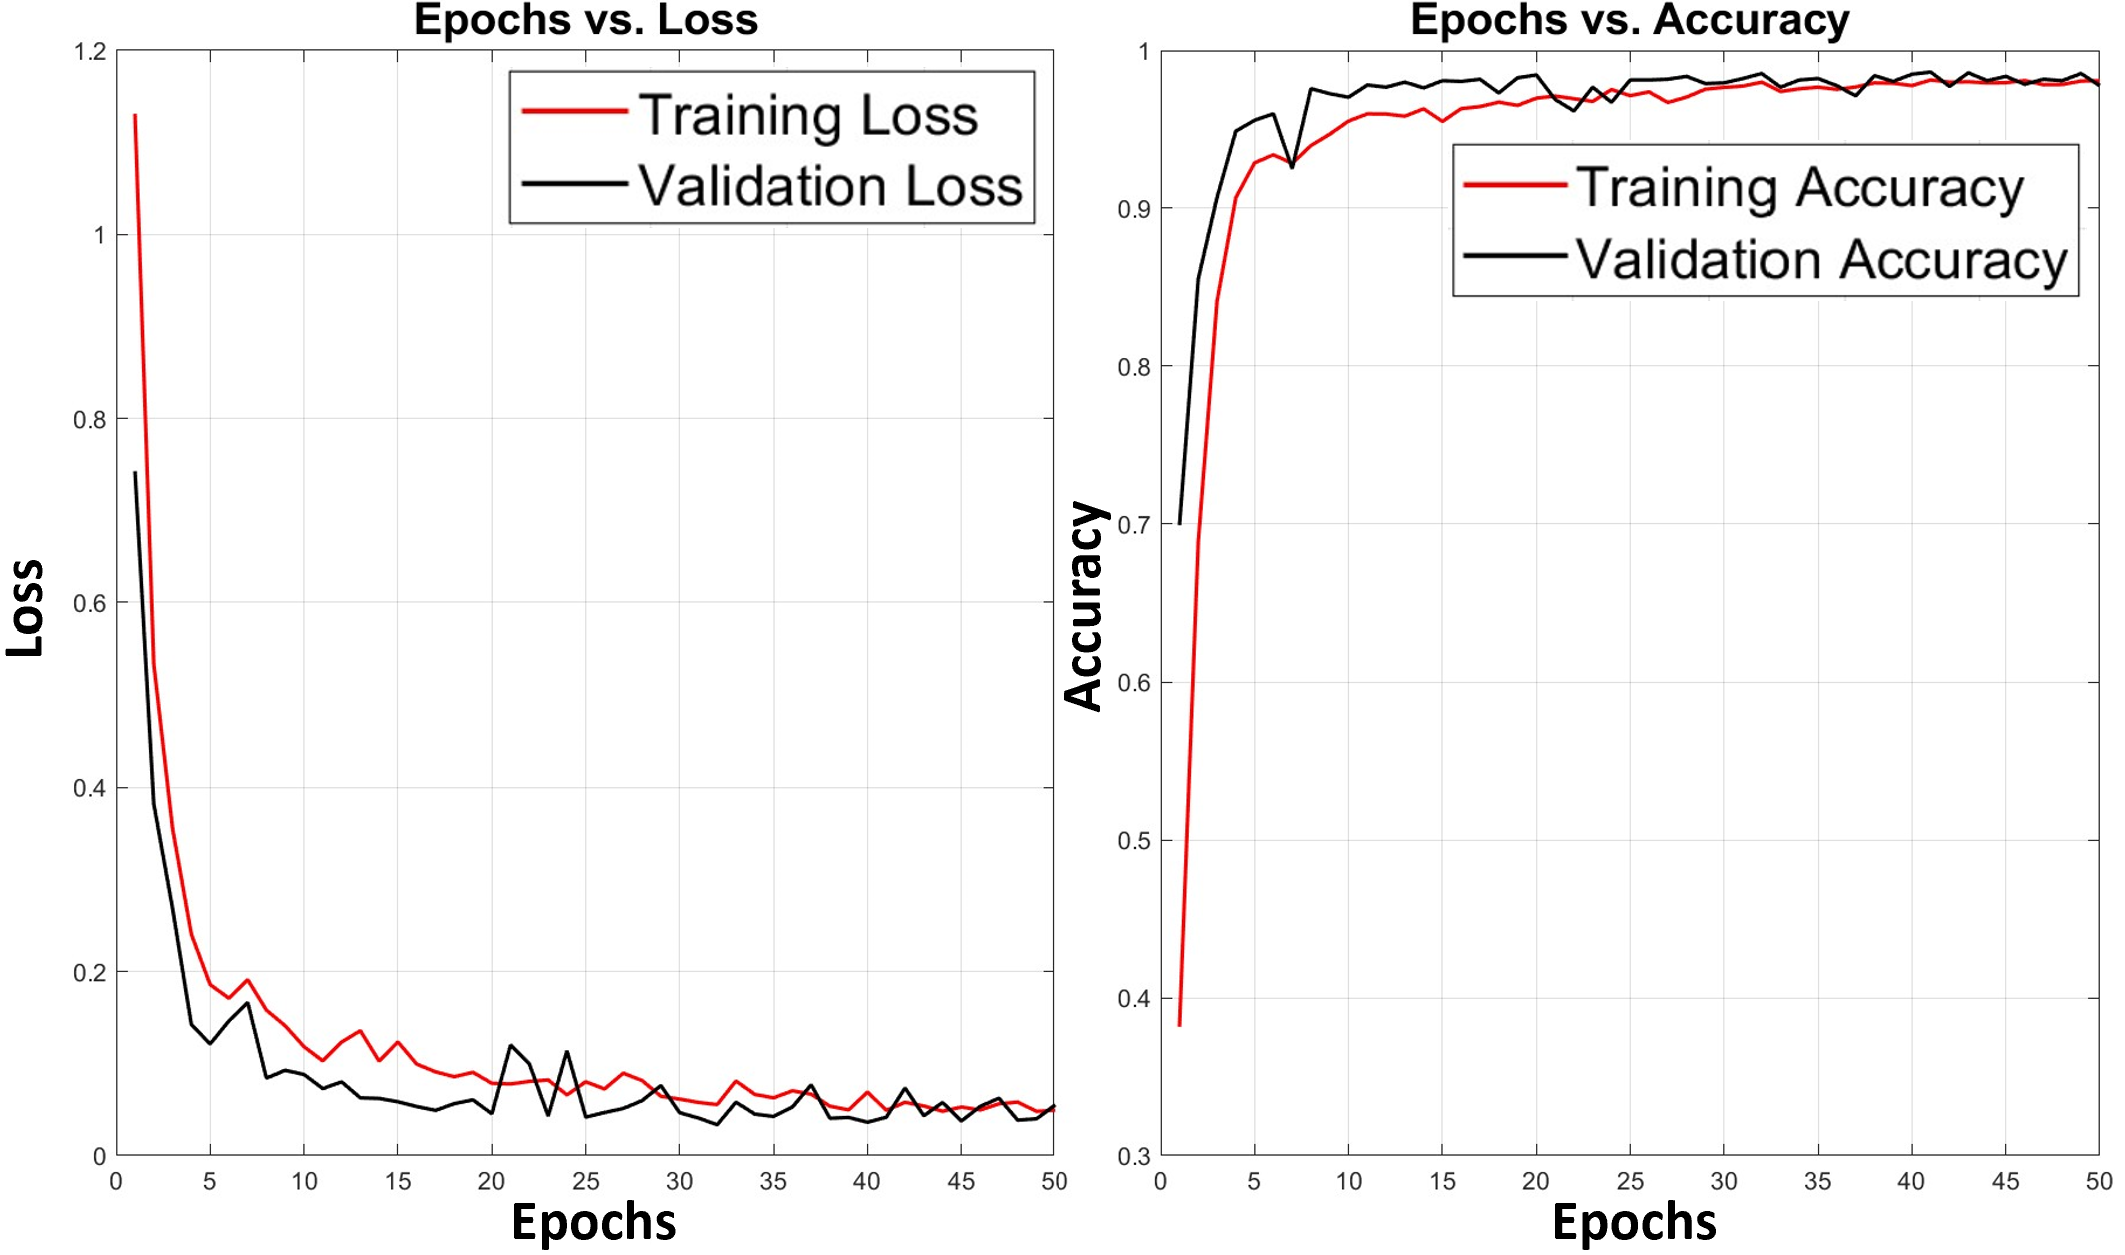 Epochs vs. Loss
1.2
1
0.8
0.6
0.4
0.2
0
Loss
Training Loss
Validation Loss
0 5 10 15 20 25 30 35 40 45 50
Epochs
Epochs vs. Accuracy
1
0.9
0.8
0.7
0.6
0.5
0.4
0.3
Accuracy
Training Accuracy
Validation Accuracy
0 5 10 15 20 25 30 35 40 45 50
Epochs